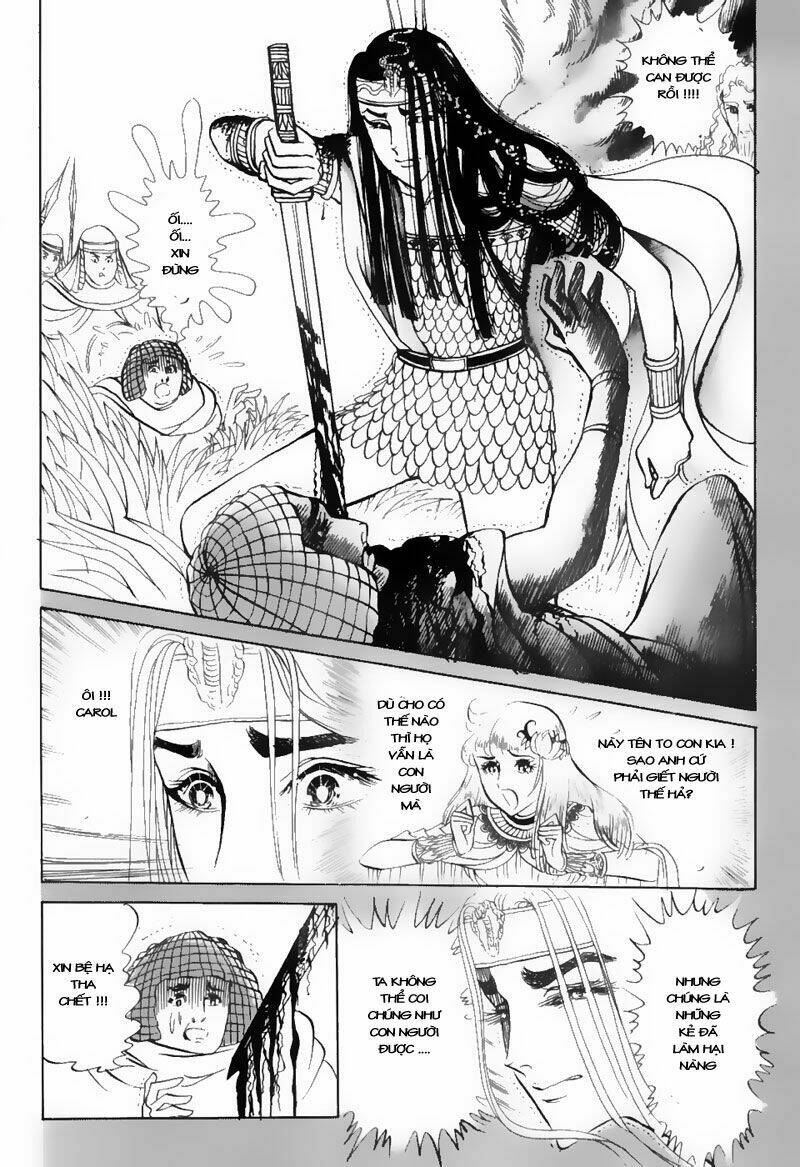 KHÔNG THỂ
CAN ĐƯỢC
RỒI !!!!
ỐI....
ỐI...
XIN
ĐỪNG
ÔI !!!
CAROL
DÙ CHO CÓ
THẾ NÀO
THÌ HỌ
VẪN LÀ
CON
NGƯỜI
MÀ
NÀY TÊN TO CON KIA !
SAO ANH CỨ
PHẢI GIẾT NGƯỜI
THẾ HẢ?
XIN BỆ HẠ
THA
CHẾT !!!
TA KHÔNG
THỂ COI
CHÚNG NHƯ
CON NGƯỜI
ĐƯỢC ....
NHƯNG
CHÚNG LÀ
NHỮNG
KẺ ĐÃ
LÀM HẠI
NÀNG